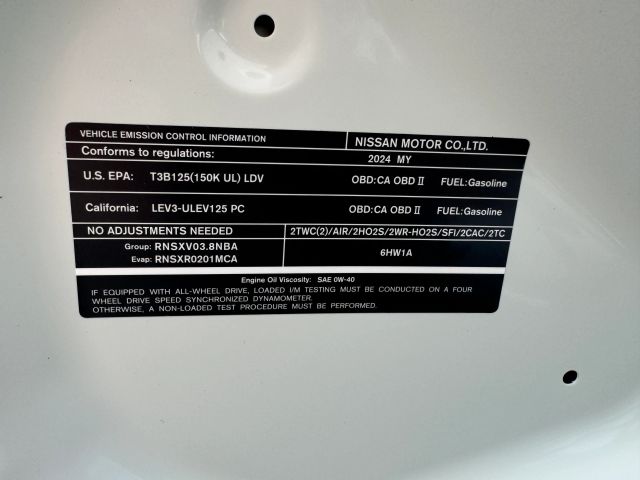 VEHICLE EMISSION CONTROL INFORMATION NISSAN MOTOR CO.,LTD.
Conforms to regulations: 2024 MY
U.S. EPA: T3B125(150K UL) LDV OBD:CA OBD II FUEL:Gasoline
California: LEV3-ULEV125 PC OBD:CA OBD II FUEL:Gasoline
NO ADJUSTMENTS NEEDED 2TWC(2)/AIR/2HO2S/2WR-HO2S/SFI/2CAC/2TC
Group: RNSXV03.8NBA
Evap: RNSXR0201MCA 6HW1A
Engine Oil Viscosity: SAE 0W-40
IF EQUIPPED WITH ALL-WHEEL DRIVE, LOADED I/M TESTING MUST BE CONDUCTED ON A FOUR
WHEEL DRIVE SPEED SYNCHRONIZED DYNAMOMETER.
OTHERWISE, A NON-LOADED TEST PROCEDURE MUST BE PERFORMED.